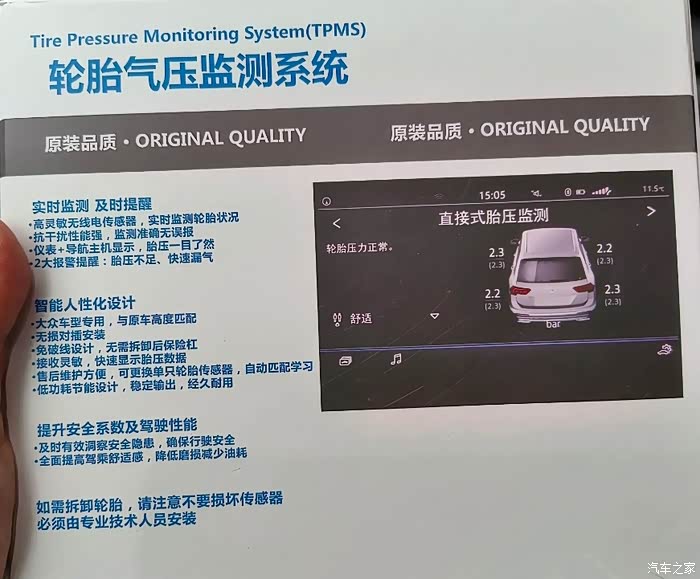 Tire Pressure Monitoring System(TPMS)
轮胎气压监测系统
原装品质·ORIGINAL QUALITY
原装品质·ORIGINAL QUALITY
实时监测 及时提醒
•高灵敏无线电传感器，实时监测轮胎状况
•抗干扰性能强，监测准确无误报
•仪表+导航主机显示，胎压一目了然
•2大报警提醒：胎压不足、快速漏气
智能人性化设计
•大众车型专用，与原车高度匹配
•无损对插安装
•免破线设计，无需拆卸后保险杠
•接收灵敏，快速显示胎压数据
•售后维护方便，可更换单只轮胎传感器，自动匹配学习
•低功耗节能设计，稳定输出，经久耐用
提升安全系数及驾驶性能
•及时有效洞察安全隐患，确保行驶安全
•全面提高驾乘舒适感，降低磨损减少油耗
如需拆卸轮胎，请注意不要损坏传感器
必须由专业技术人员安装
15:05
11.5℃
<
直接式胎压监测
>
轮胎压力正常。
2.3
(2.3)
2.2
(2.3)
2.2
(2.3)
2.3
(2.3)
bar
舒适
汽车之家